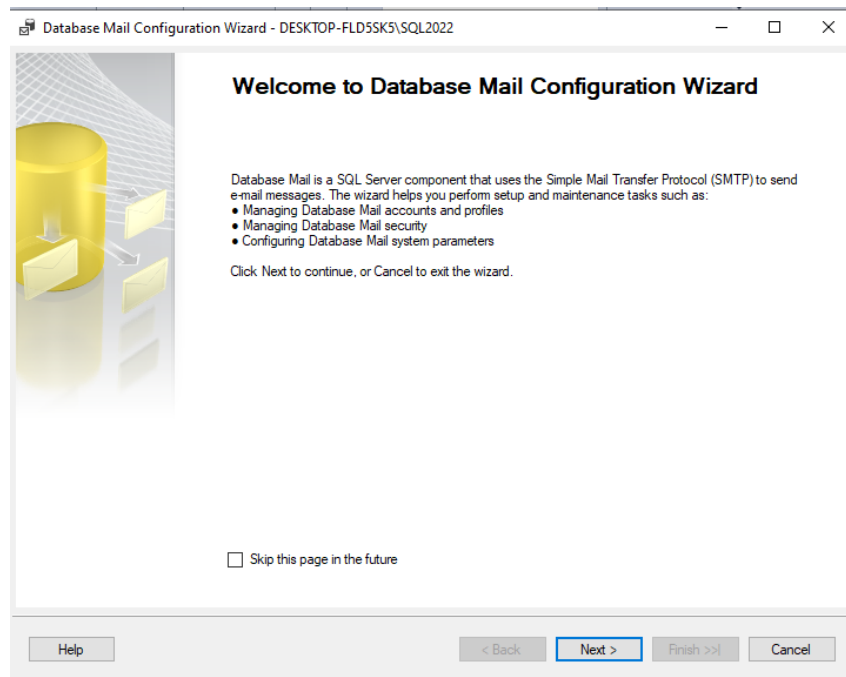 Database Mail Configuration Wizard - DESKTOP-FLD5SK5\SQL2022
Welcome to Database Mail Configuration Wizard
Database Mail is a SQL Server component that uses the Simple Mail Transfer Protocol (SMTP) to send
e-mail messages. The wizard helps you perform setup and maintenance tasks such as:
● Managing Database Mail accounts and profiles
● Managing Database Mail security
● Configuring Database Mail system parameters
Click Next to continue, or Cancel to exit the wizard.
Skip this page in the future
Help
< Back
Next >
Finish >>|
Cancel